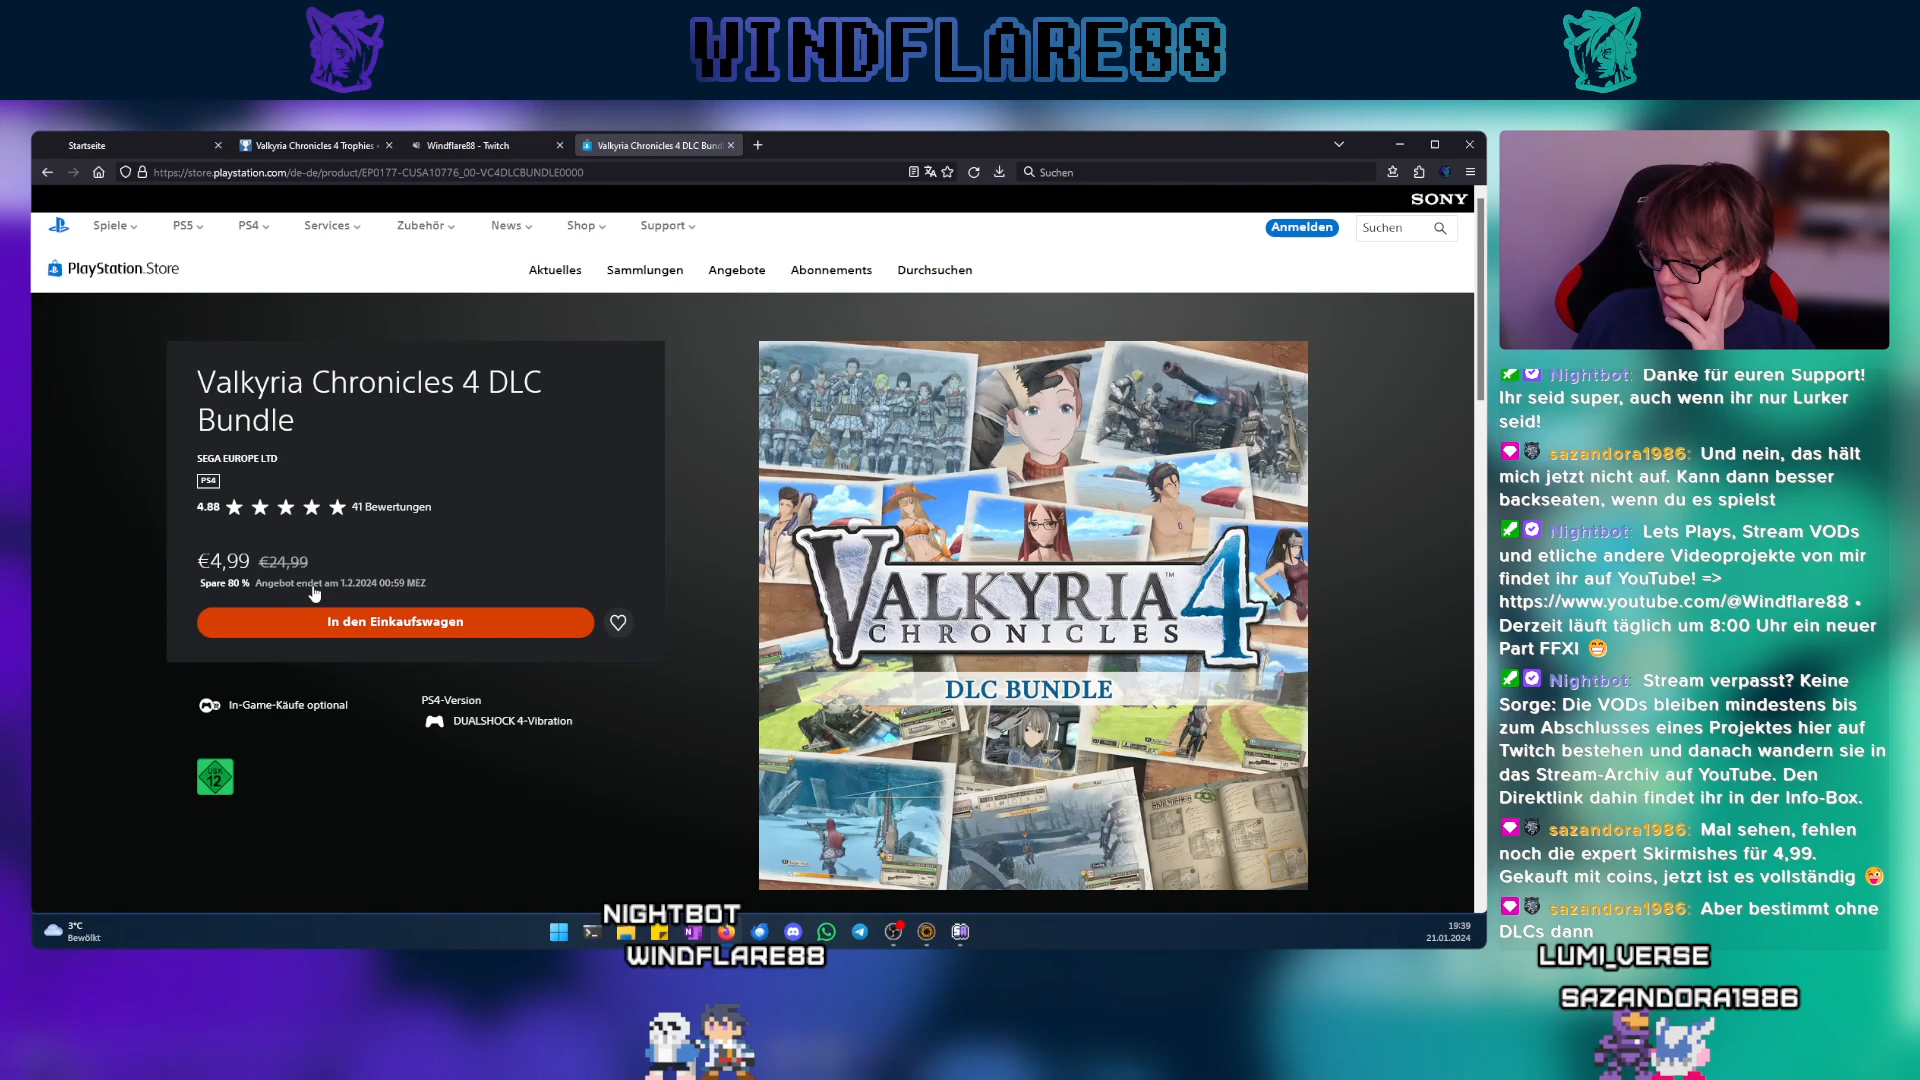 WINDFLARE88
Startseite
Valkyria Chronicles 4 Trophies -
Windflare88 - Twitch
Valkyria Chronicles 4 DLC Bund
https://store.playstation.com/de-de/product/EP0177-CUSA10776_00-VC4DLCBUNDLE0000
Suchen
SONY
Spiele
PS5
PS4
Services
Zubehör
News
Shop
Support
Anmelden
Suchen
PlayStation.Store
Aktuelles
Sammlungen
Angebote
Abonnements
Durchsuchen
Valkyria Chronicles 4 DLC
Bundle
SEGA EUROPE LTD
PS4
4.88
41 Bewertungen
€4,99 €24,99
Spare 80 % Angebot endet am 1.2.2024 00:59 MEZ
In den Einkaufswagen
In-Game-Käufe optional
PS4-Version
DUALSHOCK 4-Vibration
USK
12
VALKYRIA 4
CHRONICLES
™
DLC BUNDLE
3°C
Bewölkt
19:39
21.01.2024
Nightbot: Danke für euren Support!
Ihr seid super, auch wenn ihr nur Lurker
seid!
sazandora1986: Und nein, das hält
mich jetzt nicht auf. Kann dann besser
backseaten, wenn du es spielst
Nightbot: Lets Plays, Stream VODs
und etliche andere Videoprojekte von mir
findet ihr auf YouTube! =>
https://www.youtube.com/@Windflare88 •
Derzeit läuft täglich um 8:00 Uhr ein neuer
Part FFXI 😁
Nightbot: Stream verpasst? Keine
Sorge: Die VODs bleiben mindestens bis
zum Abschlusses eines Projektes hier auf
Twitch bestehen und danach wandern sie in
das Stream-Archiv auf YouTube. Den
Direktlink dahin findet ihr in der Info-Box.
sazandora1986: Mal sehen, fehlen
noch die expert Skirmishes für 4,99.
Gekauft mit coins, jetzt ist es vollständig 😜
sazandora1986: Aber bestimmt ohne
DLCs dann
NIGHTBOT
WINDFLARE88
LUMI_VERSE
SAZANDORA1986